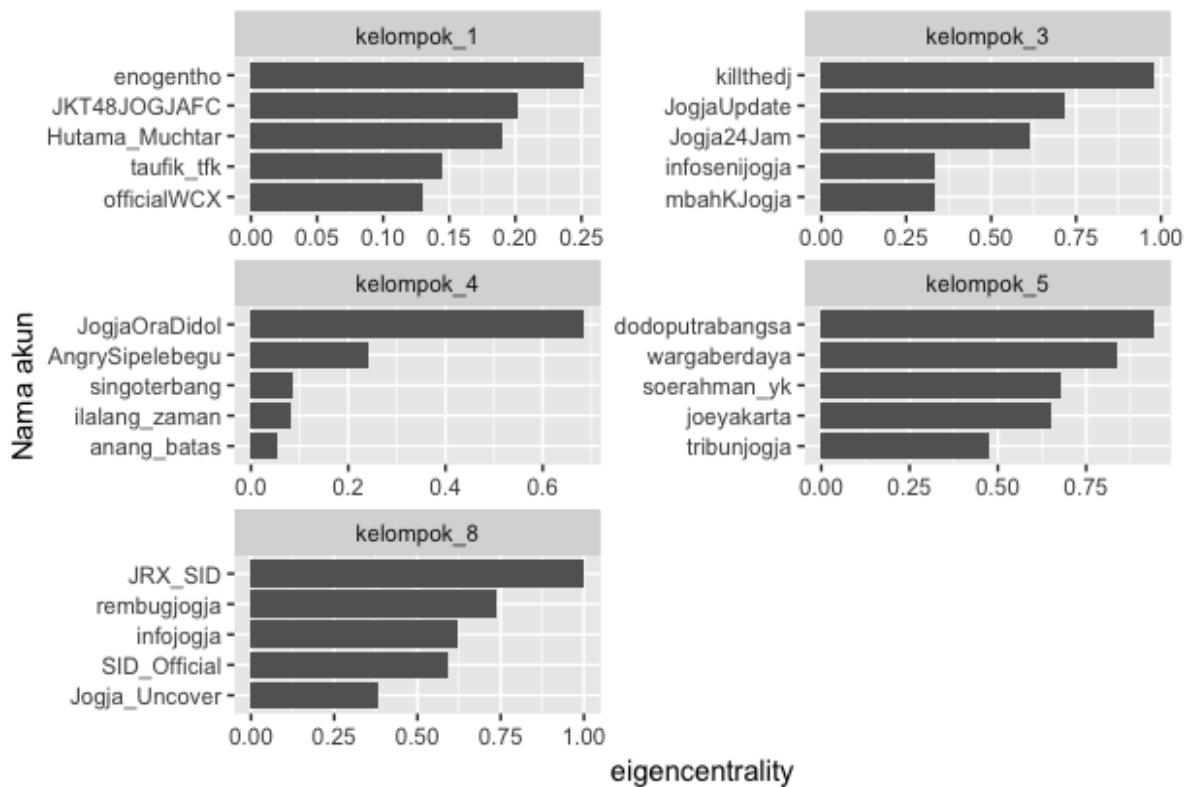 kelompok_1
enogentho
JKT48JOGJAFC
Hutama_Muchtar
taufik_tfk
officialWCX
0.00 0.05 0.10 0.15 0.20 0.25
kelompok_3
killthedj
JogjaUpdate
Jogja24Jam
infosenijogja
mbahKJogja
0.00 0.25 0.50 0.75 1.00
Nama akun
kelompok_4
JogjaOraDidol
AngrySipelebegu
singoterbang
ilalang_zaman
anang_batas
0.0 0.2 0.4 0.6
kelompok_5
dodoputrabangsa
wargaberdaya
soerahman_yk
joeyakarta
tribunjogja
0.00 0.25 0.50 0.75
kelompok_8
JRX_SID
rembugjogja
infojogja
SID_Official
Jogja_Uncover
0.00 0.25 0.50 0.75 1.00
eigencentrality